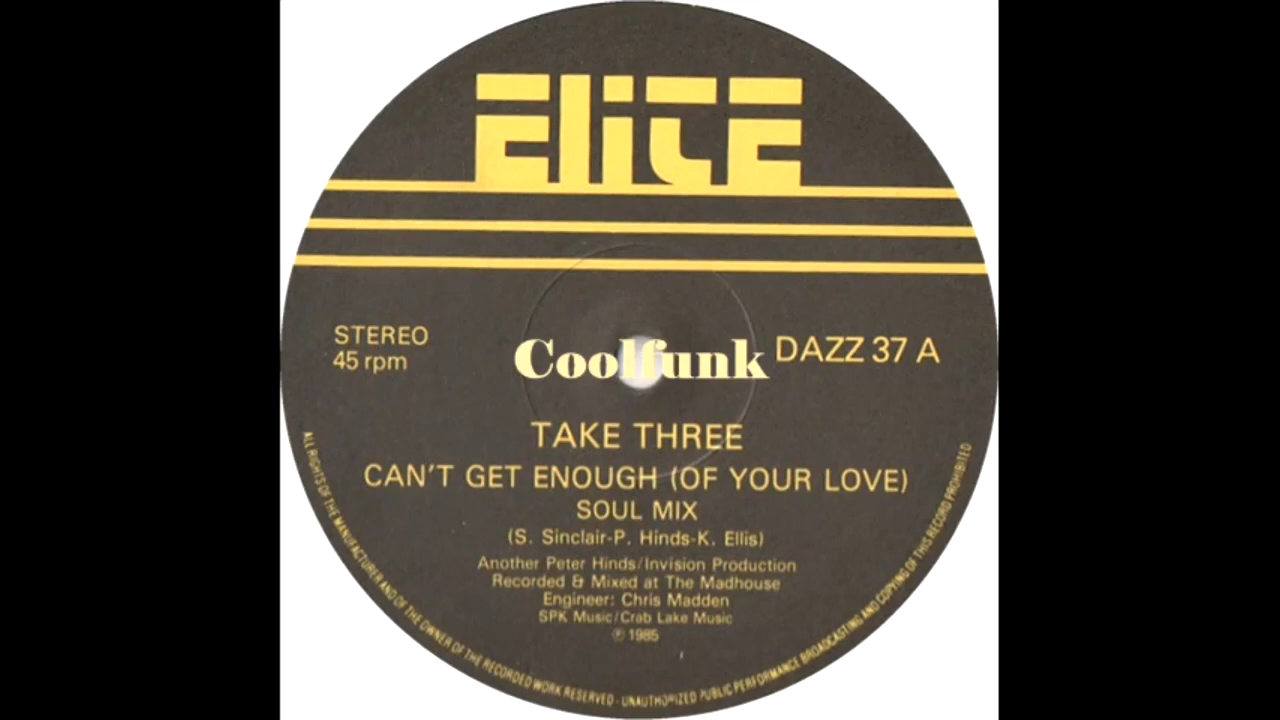 Elite
STEREO
45 rpm
Coolfunk
DAZZ 37 A
TAKE THREE
CAN'T GET ENOUGH (OF YOUR LOVE)
SOUL MIX
(S. Sinclair-P. Hinds-K. Ellis)
Another Peter Hinds/Invision Production
Recorded & Mixed at The Madhouse
Engineer: Chris Madden
SPK Music/Crab Lake Music
℗ 1985
ALL RIGHTS OF THE MANUFACTURER AND OF THE OWNER OF THE RECORDED WORK RESERVED - UNAUTHORIZED PUBLIC PERFORMANCE BROADCASTING AND COPYING OF THIS RECORD PROHIBITED